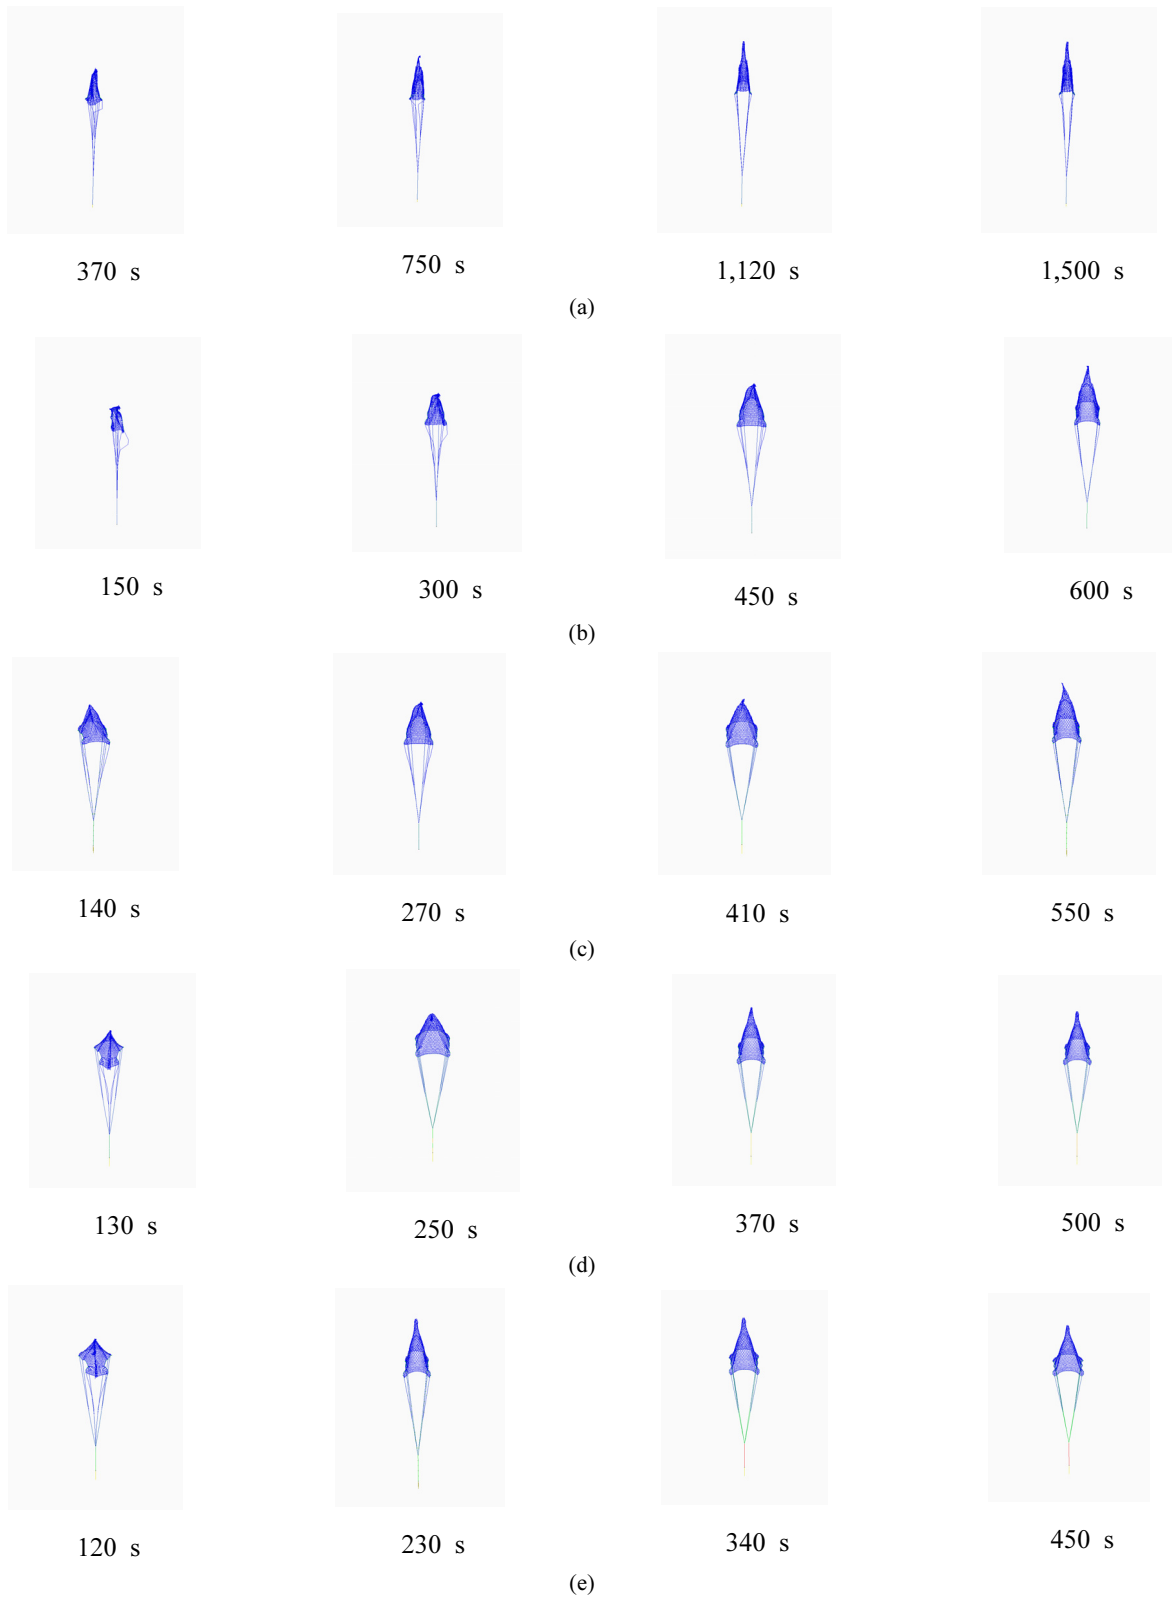 370 s 750 s 1,120 s 1,500 s
(a)
150 s 300 s 450 s 600 s
(b)
140 s 270 s 410 s 550 s
(c)
130 s 250 s 370 s 500 s
(d)
120 s 230 s 340 s 450 s
(e)